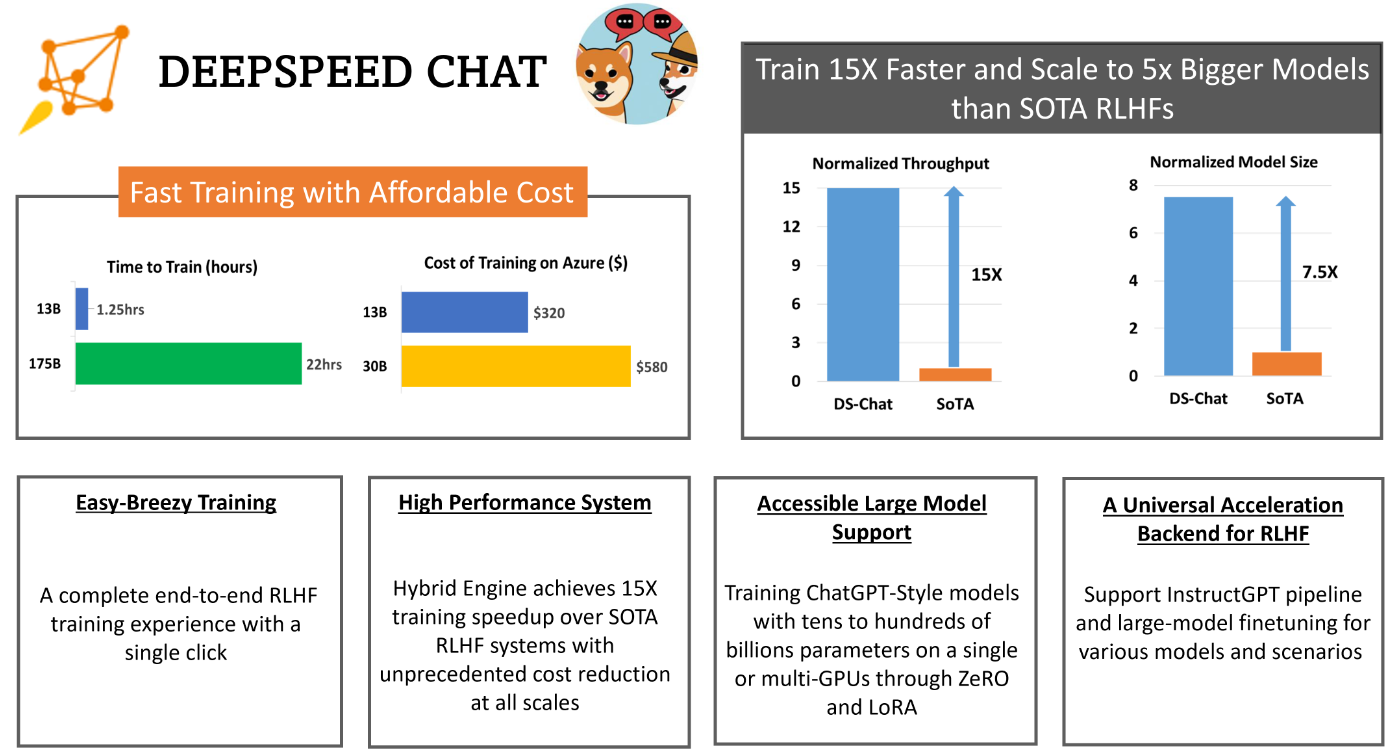 DEEPSPEED CHAT
Fast Training with Affordable Cost
Time to Train (hours)
13B
1.25hrs
175B
22hrs
Cost of Training on Azure ($)
13B
$320
30B
$580
Train 15X Faster and Scale to 5x Bigger Models
than SOTA RLHFs
Normalized Throughput
15
12
9
6
3
0
15X
DS-Chat
SoTA
Normalized Model Size
8
6
4
2
0
7.5X
DS-Chat
SoTA
Easy-Breezy Training
A complete end-to-end RLHF
training experience with a
single click
High Performance System
Hybrid Engine achieves 15X
training speedup over SOTA
RLHF systems with
unprecedented cost reduction
at all scales
Accessible Large Model
Support
Training ChatGPT-Style models
with tens to hundreds of
billions parameters on a single
or multi-GPUs through ZeRO
and LoRA
A Universal Acceleration
Backend for RLHF
Support InstructGPT pipeline
and large-model finetuning for
various models and scenarios